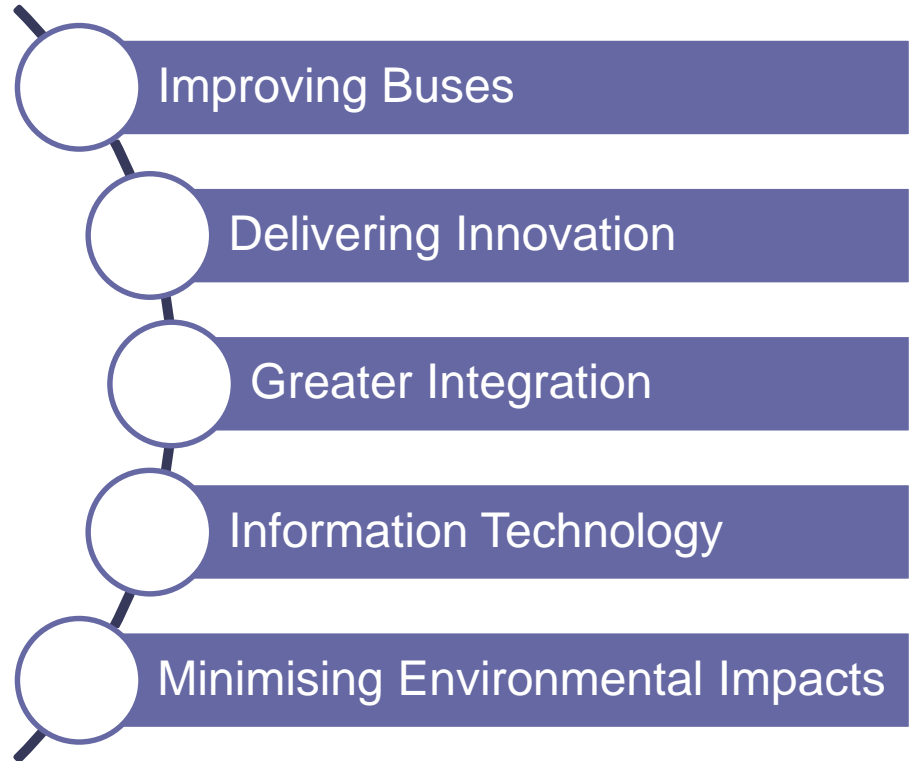 Improving Buses
Delivering Innovation
Greater Integration
Information Technology
Minimising Environmental Impacts